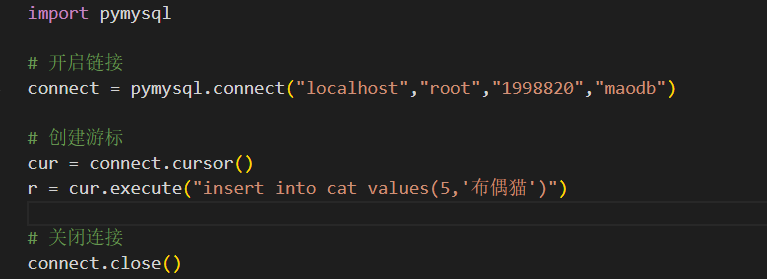 import pymysql
# 开启链接
connect = pymysql.connect("localhost","root","1998820","maodb")
# 创建游标
cur = connect.cursor()
r = cur.execute("insert into cat values(5,'布偶猫')")
# 关闭连接
connect.close()